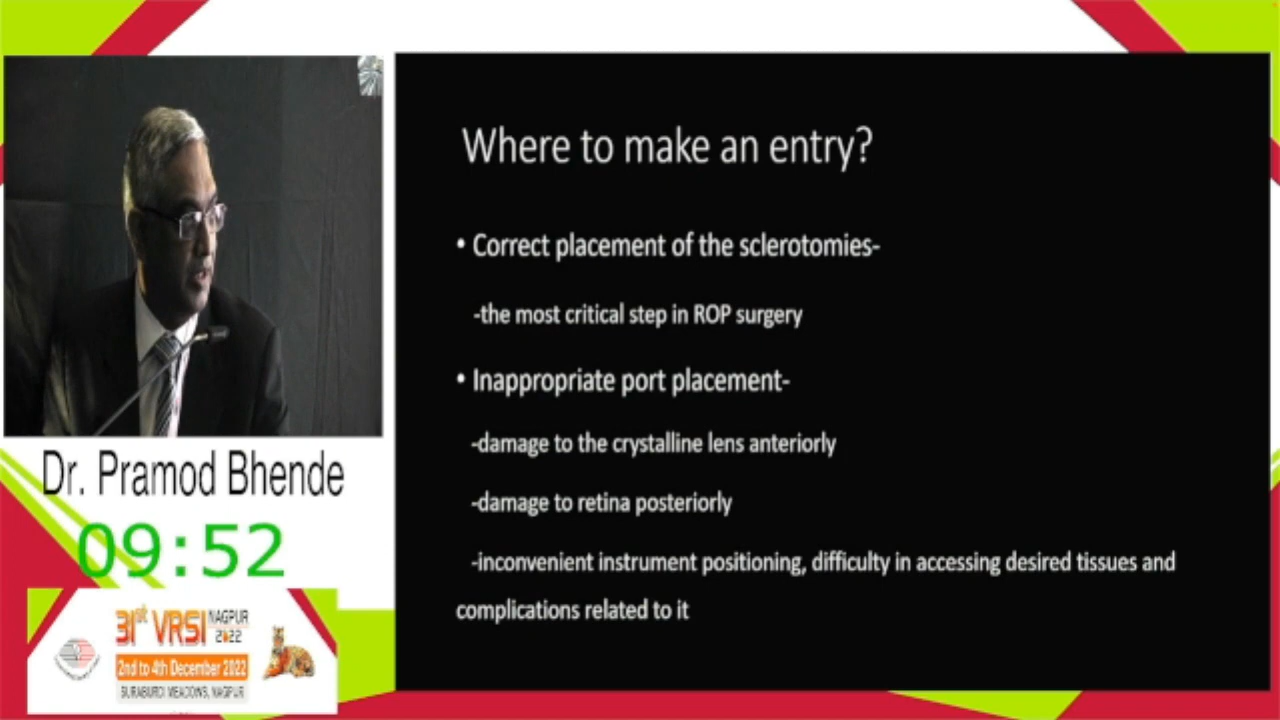 Where to make an entry?
• Correct placement of the sclerotomies-
-the most critical step in ROP surgery
• Inappropriate port placement-
-damage to the crystalline lens anteriorly
-damage to retina posteriorly
-inconvenient instrument positioning, difficulty in accessing desired tissues and
complications related to it
Dr. Pramod Bhende
09:52
31st VRSI NAGPUR
2022
2nd to 4th December 2022
SURABURDI MEADOWS, NAGPUR